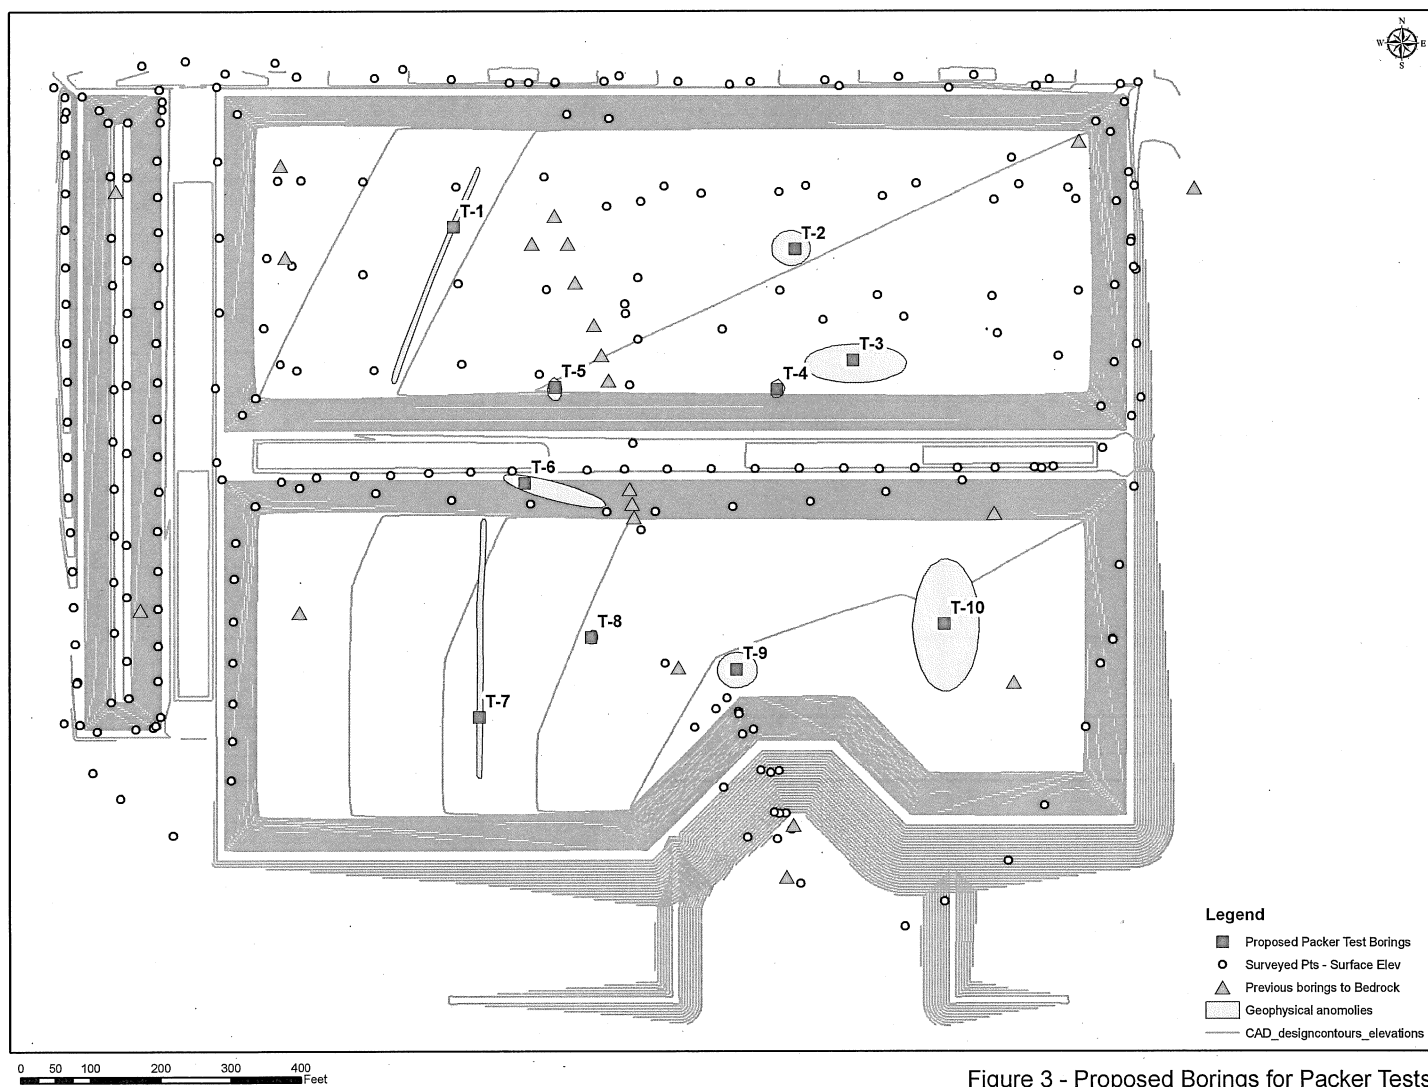 N
W E
S
T-1
T-2
T-3
T-5
T-4
T-6
T-10
T-8
T-9
T-7
Legend
Proposed Packer Test Borings
Surveyed Pts - Surface Elev
Previous borings to Bedrock
Geophysical anomolies
CAD_designcontours_elevations
0 50 100 200 300 400
Feet
Figure 3 - Proposed Borings for Packer Tests